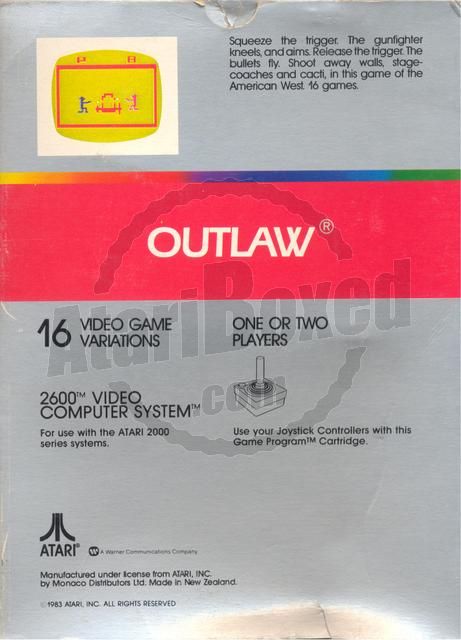 Squeeze the trigger. The gunfighter
kneels, and aims. Release the trigger. The
bullets fly. Shoot away walls, stage-
coaches and cacti, in this game of the
American West. 16 games.
OUTLAW®
16 VIDEO GAME
VARIATIONS
ONE OR TWO
PLAYERS
2600™ VIDEO
COMPUTER SYSTEM™
For use with the ATARI 2000
series systems.
Use your Joystick Controllers with this
Game Program™ Cartridge.
AtariBoxed
.com
ATARI®
A Warner Communications Company
Manufactured under license from ATARI, INC.
by Monaco Distributors Ltd. Made in New Zealand.
© 1983 ATARI, INC. ALL RIGHTS RESERVED